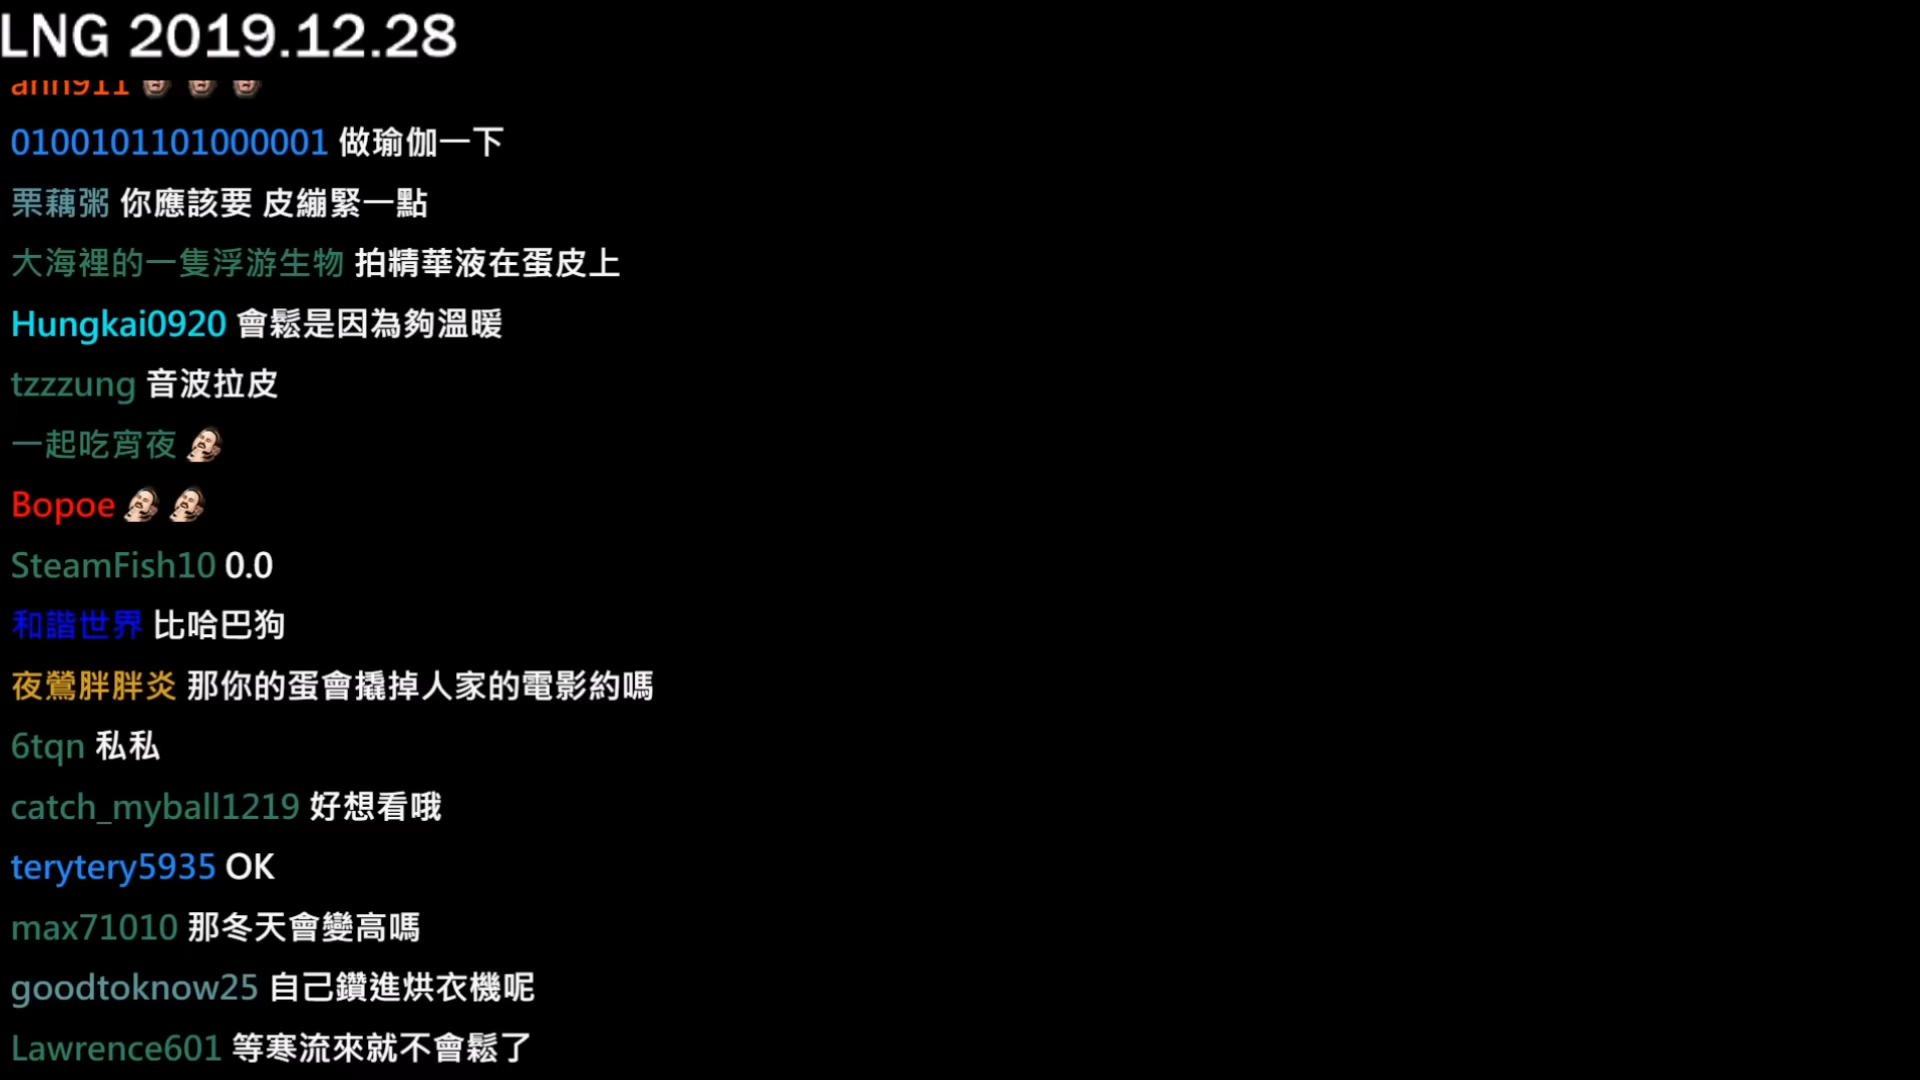 LNG 2019.12.28
ann911
0100101101000001 做瑜伽一下
栗藕粥 你應該要 皮繃緊一點
大海裡的一隻浮游生物 拍精華液在蛋皮上
Hungkai0920 會鬆是因為夠溫暖
tzzzung 音波拉皮
一起吃宵夜
Bopoe
SteamFish10 0.0
和諧世界 比哈巴狗
夜鶯胖胖炎 那你的蛋會撬掉人家的電影約嗎
6tqn 私私
catch_myball1219 好想看哦
terytery5935 OK
max71010 那冬天會變高嗎
goodtoknow25 自己鑽進烘衣機呢
Lawrence601 等寒流來就不會鬆了